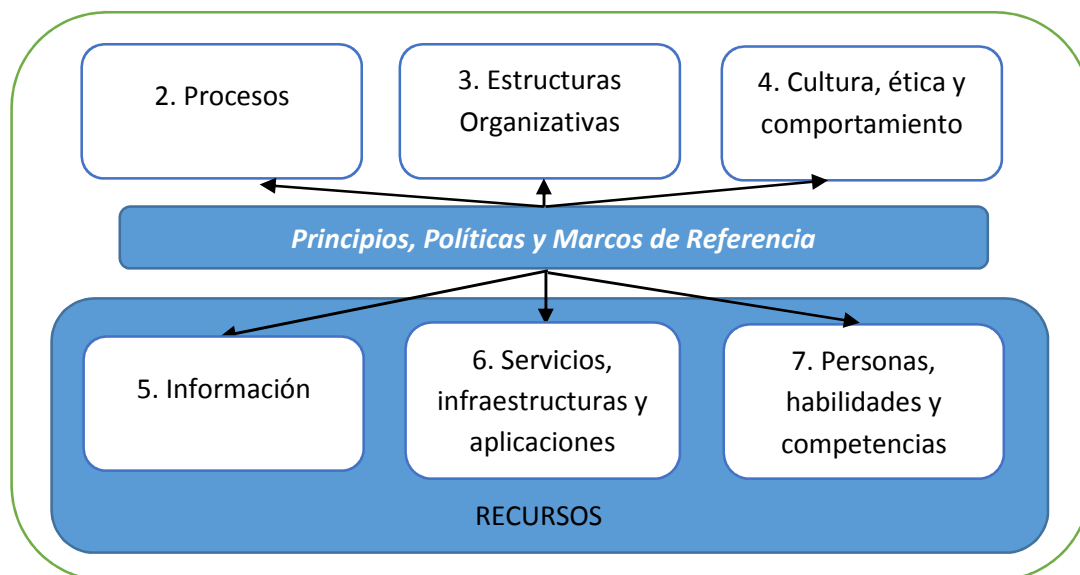 2. Procesos
3. Estructuras
Organizativas
4. Cultura, ética y
comportamiento
Principios, Políticas y Marcos de Referencia
5. Información
6. Servicios,
infraestructuras y
aplicaciones
7. Personas,
habilidades y
competencias
RECURSOS